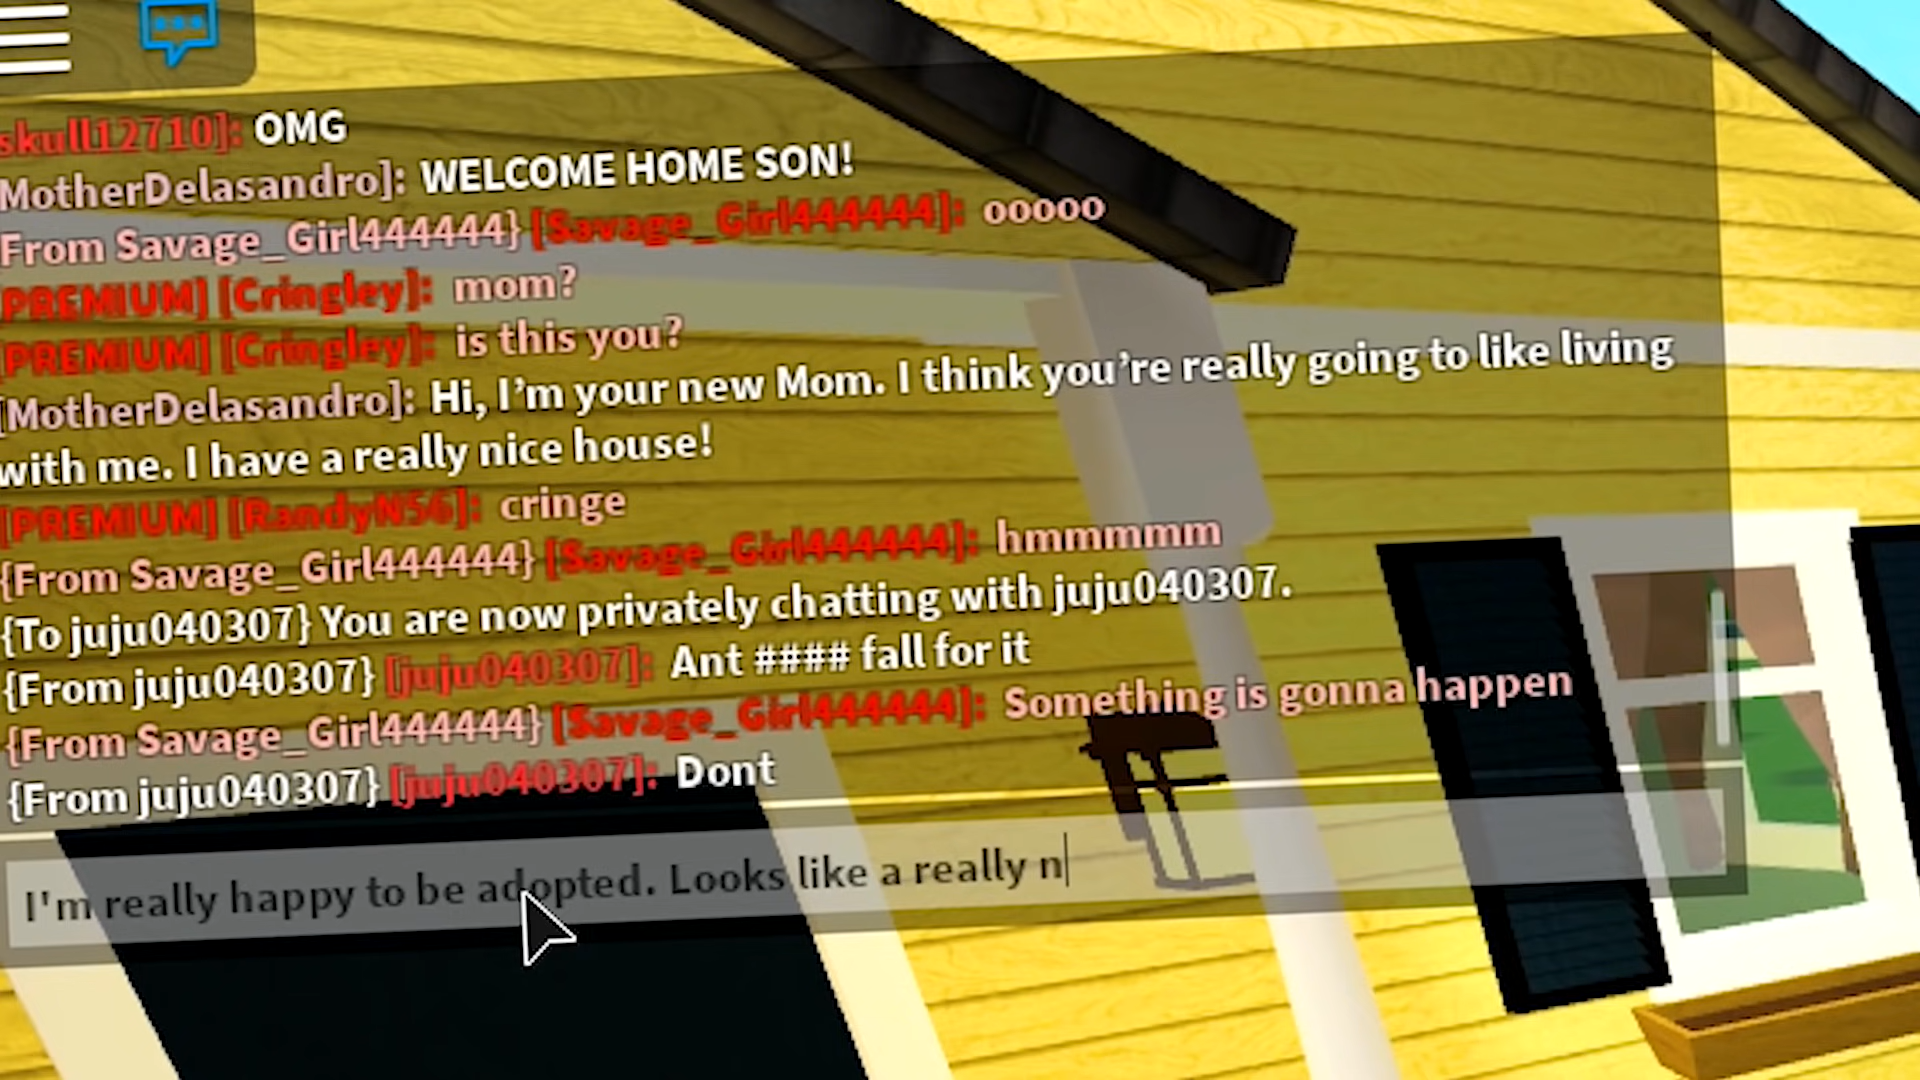 skull12710]: OMG
MotherDelasandro]: WELCOME HOME SON!
From Savage_Girl444444} [Savage_Girl444444]: ooooo
[PREMIUM] [Cringley]: mom?
[PREMIUM] [Cringley]: is this you?
[MotherDelasandro]: Hi, I’m your new Mom. I think you’re really going to like living
with me. I have a really nice house!
[PREMIUM] [RandyN56]: cringe
{From Savage_Girl444444} [Savage_Girl444444]: hmmmmm
{To juju040307} You are now privately chatting with juju040307.
{From juju040307} [juju040307]: Ant #### fall for it
{From Savage_Girl444444} [Savage_Girl444444]: Something is gonna happen
{From juju040307} [juju040307]: Dont
I'm really happy to be adopted. Looks like a really n